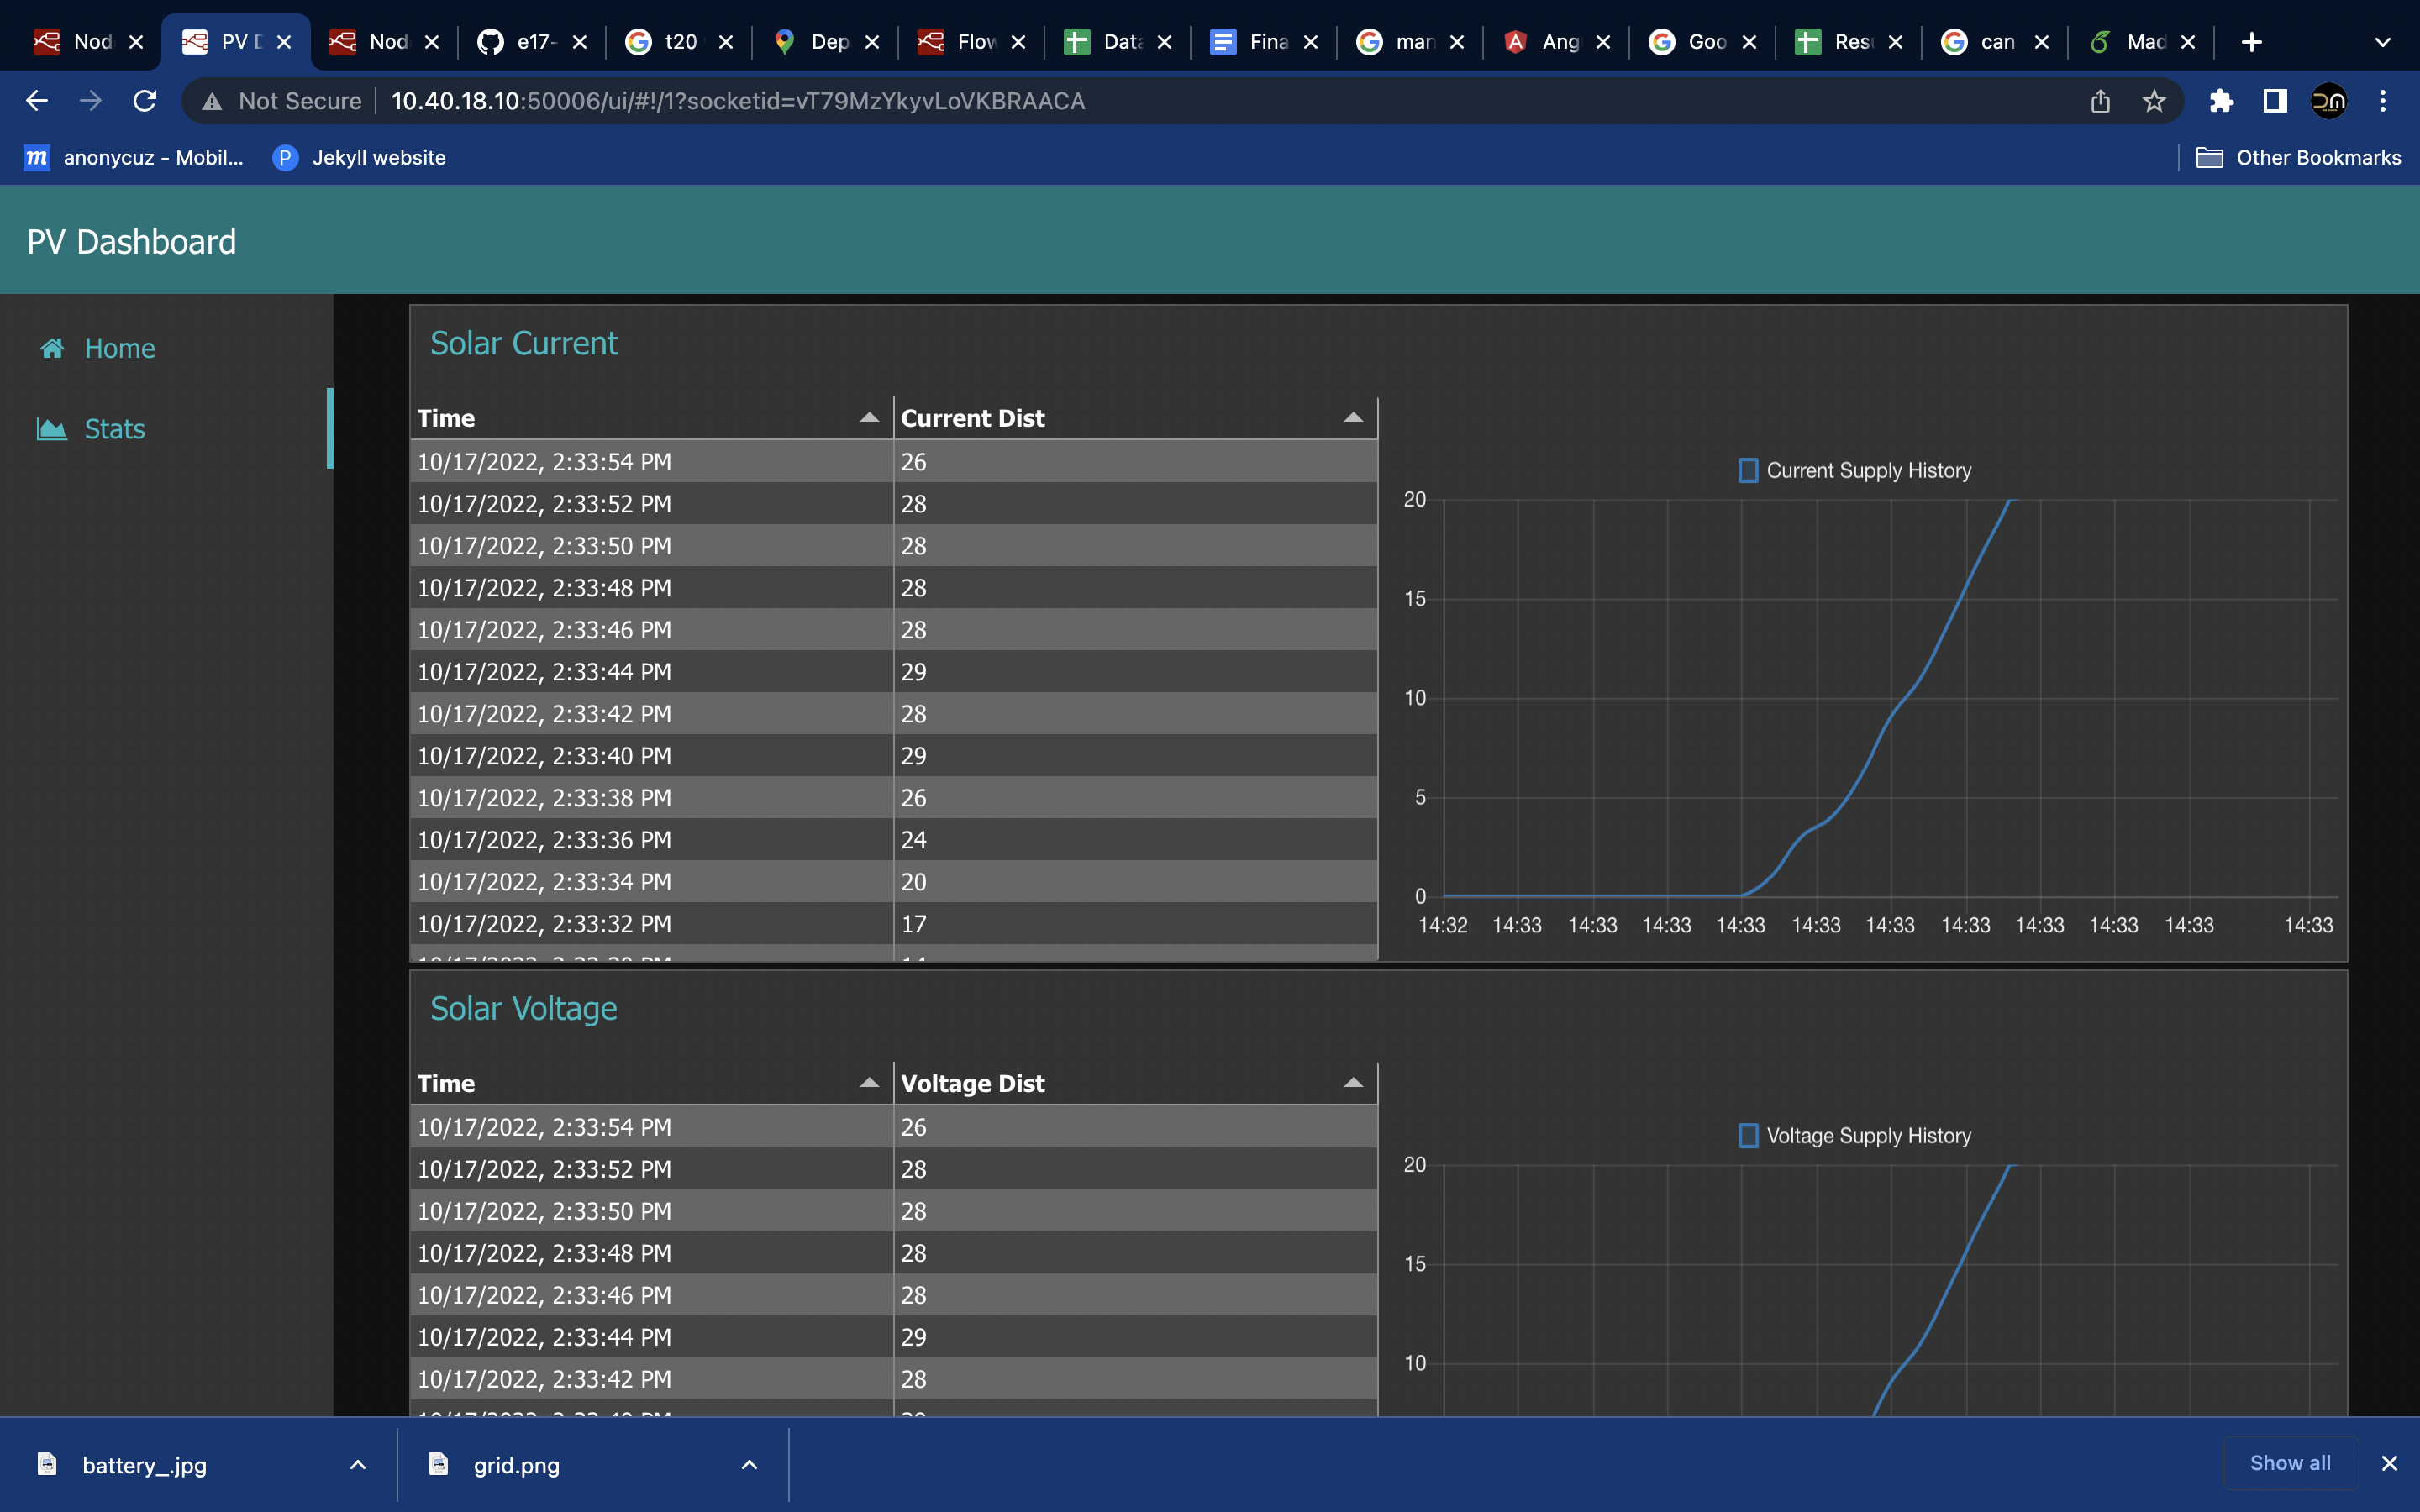 Nod PV D Nod e17- t20 Dep Flow Data Fina man Ang Goo Resu can Mad
Not Secure 10.40.18.10:50006/ui/#!/1?socketid=vT79MzYkyvLoVKBRAACA
m anonycuz - Mobil... P Jekyll website Other Bookmarks
PV Dashboard
Home
Stats
Solar Current
Time Current Dist
10/17/2022, 2:33:54 PM 26
10/17/2022, 2:33:52 PM 28
10/17/2022, 2:33:50 PM 28
10/17/2022, 2:33:48 PM 28
10/17/2022, 2:33:46 PM 28
10/17/2022, 2:33:44 PM 29
10/17/2022, 2:33:42 PM 28
10/17/2022, 2:33:40 PM 29
10/17/2022, 2:33:38 PM 26
10/17/2022, 2:33:36 PM 24
10/17/2022, 2:33:34 PM 20
10/17/2022, 2:33:32 PM 17
Current Supply History
20
15
10
5
0
14:32 14:33 14:33 14:33 14:33 14:33 14:33 14:33 14:33 14:33 14:33 14:33
Solar Voltage
Time Voltage Dist
10/17/2022, 2:33:54 PM 26
10/17/2022, 2:33:52 PM 28
10/17/2022, 2:33:50 PM 28
10/17/2022, 2:33:48 PM 28
10/17/2022, 2:33:46 PM 28
10/17/2022, 2:33:44 PM 29
10/17/2022, 2:33:42 PM 28
Voltage Supply History
20
15
10
battery_.jpg grid.png Show all